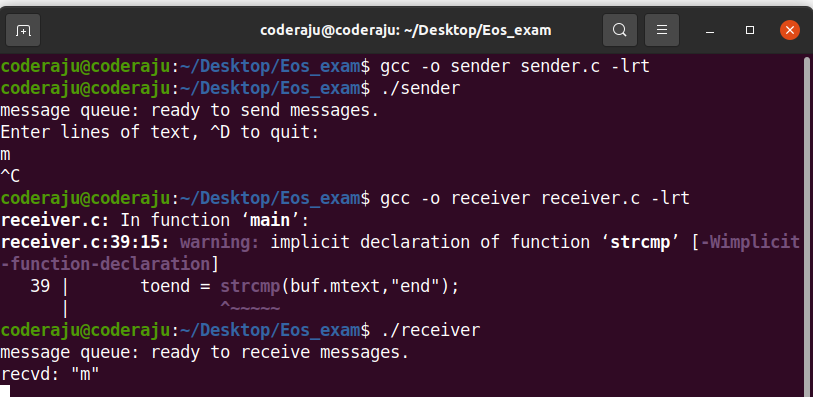 coderaju@coderaju: ~/Desktop/Eos_exam
coderaju@coderaju:~/Desktop/Eos_exam$ gcc -o sender sender.c -lrt
coderaju@coderaju:~/Desktop/Eos_exam$ ./sender
message queue: ready to send messages.
Enter lines of text, ^D to quit:
m
^C
coderaju@coderaju:~/Desktop/Eos_exam$ gcc -o receiver receiver.c -lrt
receiver.c: In function ‘main’:
receiver.c:39:15: warning: implicit declaration of function ‘strcmp’ [-Wimplicit
-function-declaration]
   39 |       toend = strcmp(buf.mtext,"end");
      |               ^~~~~~
coderaju@coderaju:~/Desktop/Eos_exam$ ./receiver
message queue: ready to receive messages.
recvd: "m"